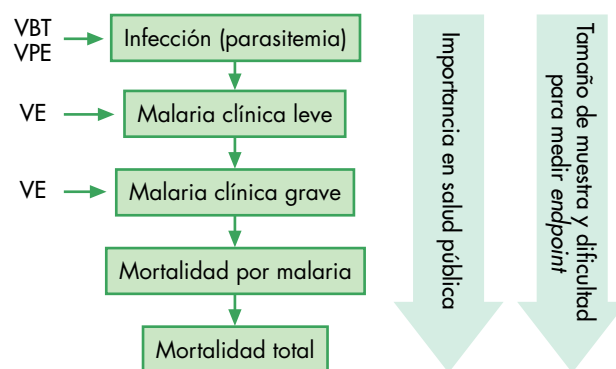 VBT
VPE
Infección (parasitemia)
VE
Malaria clínica leve
VE
Malaria clínica grave
Mortalidad por malaria
Mortalidad total
Importancia en salud pública
Tamaño de muestra y dificultad
para medir endpoint